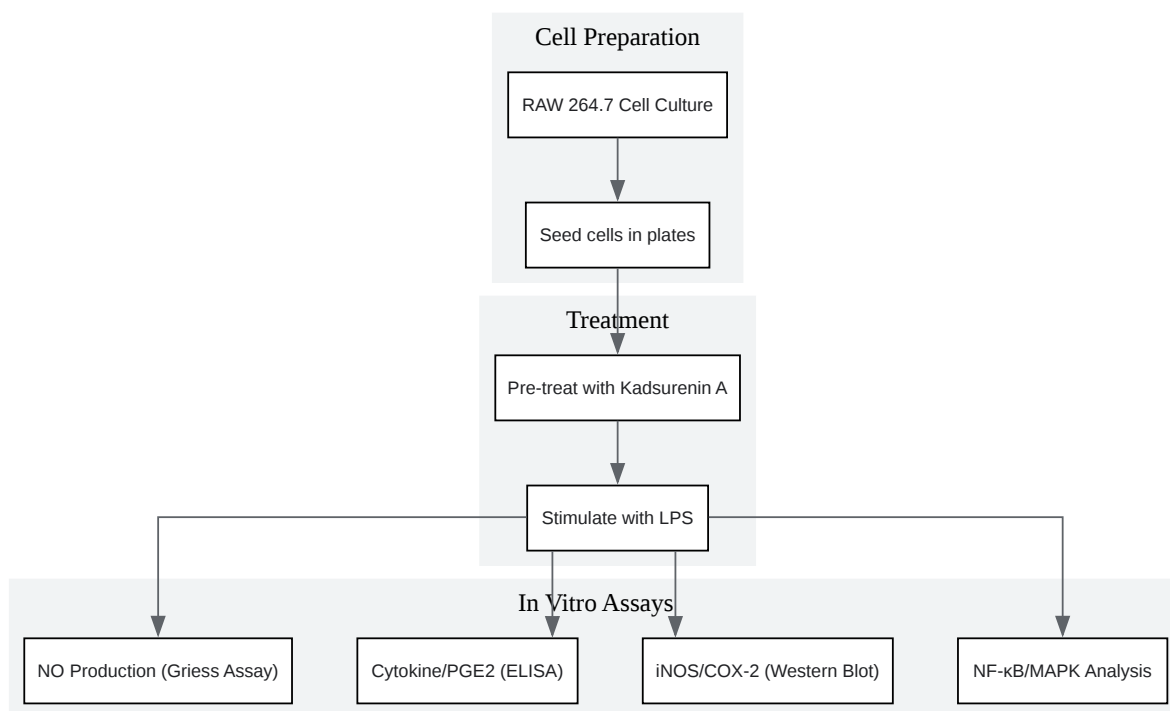 Cell Preparation
RAW 264.7 Cell Culture
Seed cells in plates
Treatment
Pre-treat with Kadsurenin A
Stimulate with LPS
In Vitro Assays
NO Production (Griess Assay)
Cytokine/PGE2 (ELISA)
iNOS/COX-2 (Western Blot)
NF-κB/MAPK Analysis